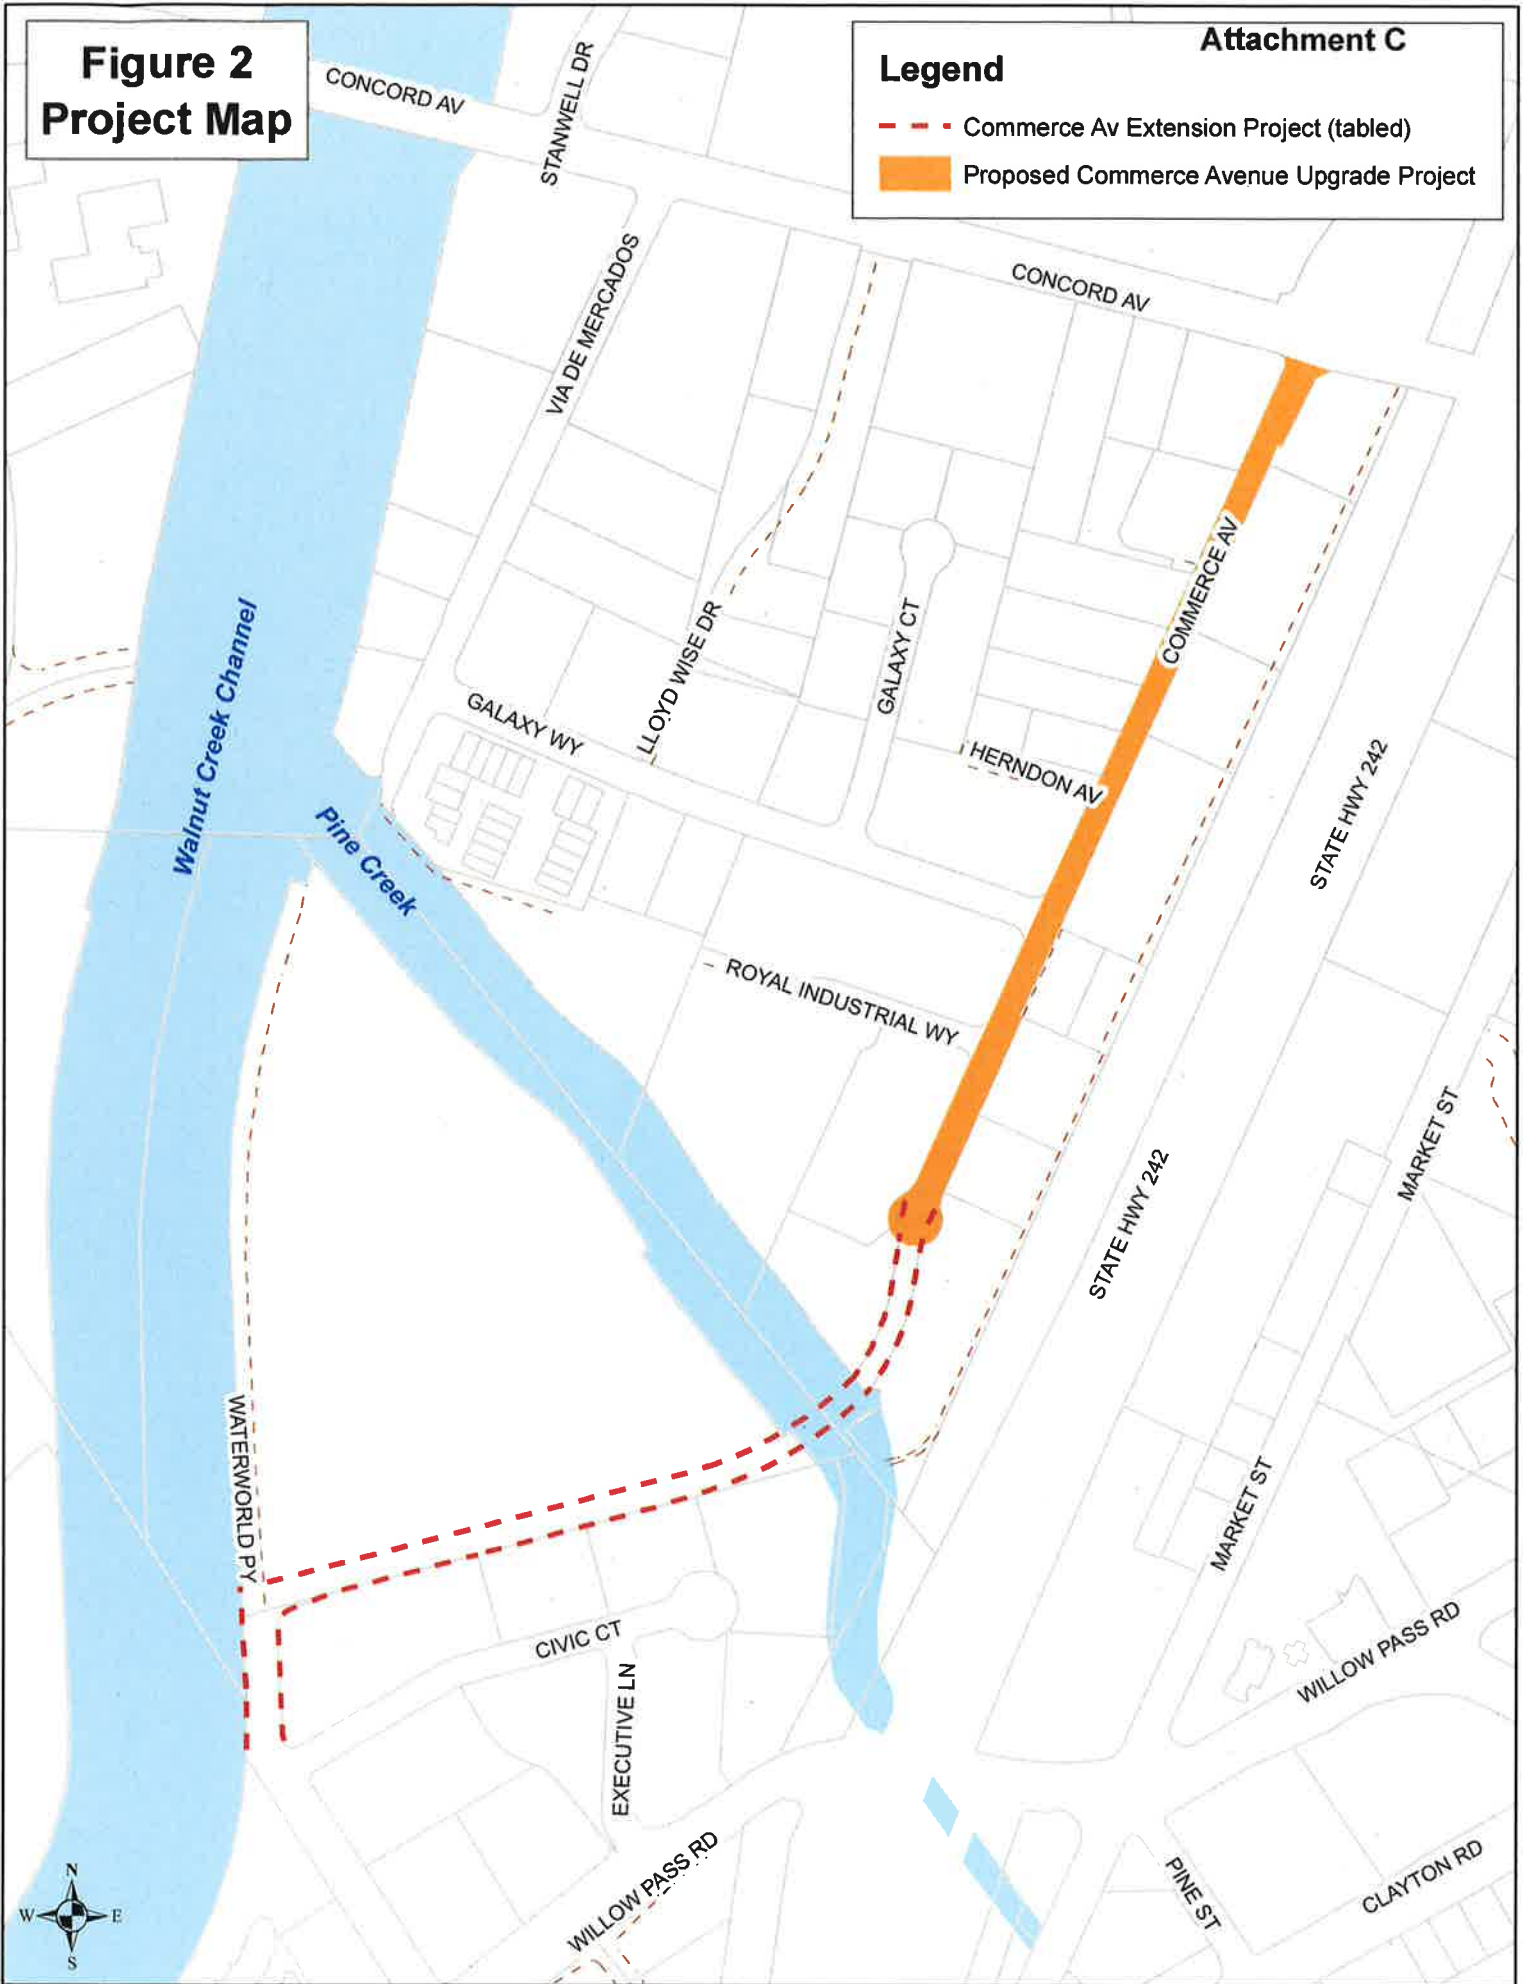 Figure 2
Project Map
Attachment C
Legend
Commerce Av Extension Project (tabled)
Proposed Commerce Avenue Upgrade Project
CONCORD AV
STANWELL DR
CONCORD AV
VIA DE MERCADOS
COMMERCE AV
LLOYD WISE DR
GALAXY CT
GALAXY WY
HERNDON AV
Walnut Creek Channel
Pine Creek
STATE HWY 242
ROYAL INDUSTRIAL WY
MARKET ST
STATE HWY 242
WATERWORLD PY
MARKET ST
CIVIC CT
EXECUTIVE LN
WILLOW PASS RD
WILLOW PASS RD
PINE ST
CLAYTON RD
N
W E
S